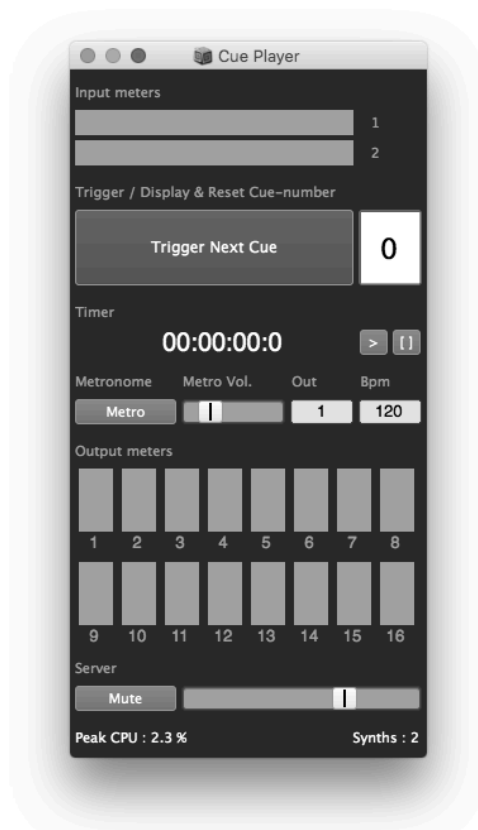 Cue Player
Input meters
1
2
Trigger / Display & Reset Cue-number
Trigger Next Cue 0
Timer
00:00:00:0 > [ ]
Metronome Metro Vol. Out Bpm
Metro 1 120
Output meters
1 2 3 4 5 6 7 8
9 10 11 12 13 14 15 16
Server
Mute
Peak CPU : 2.3 % Synths : 2